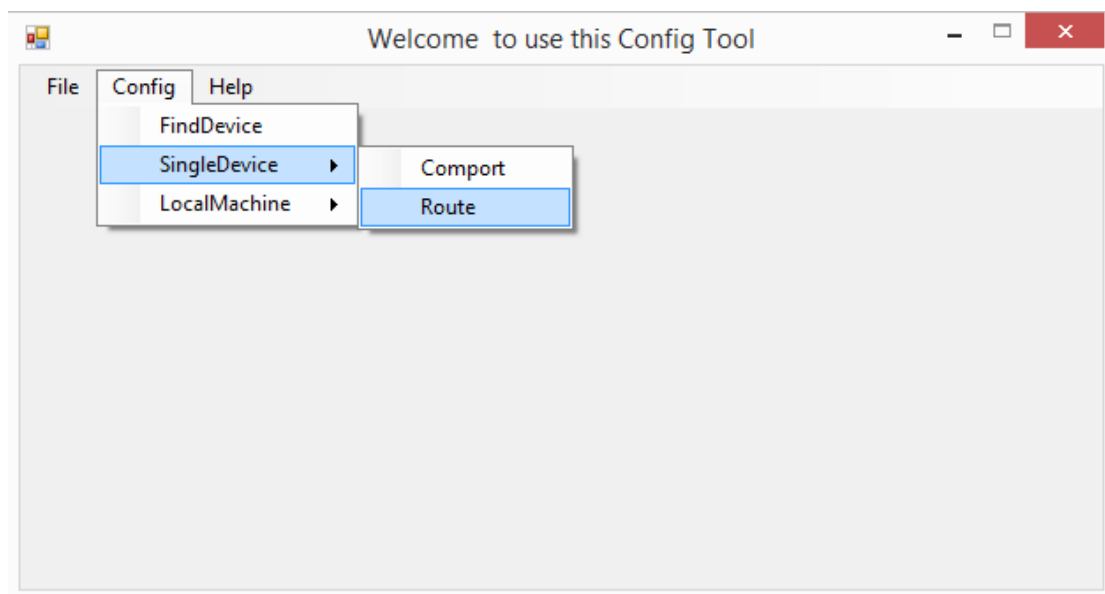 Welcome  to use this Config Tool
File Config Help
FindDevice
SingleDevice
Comport
LocalMachine
Route